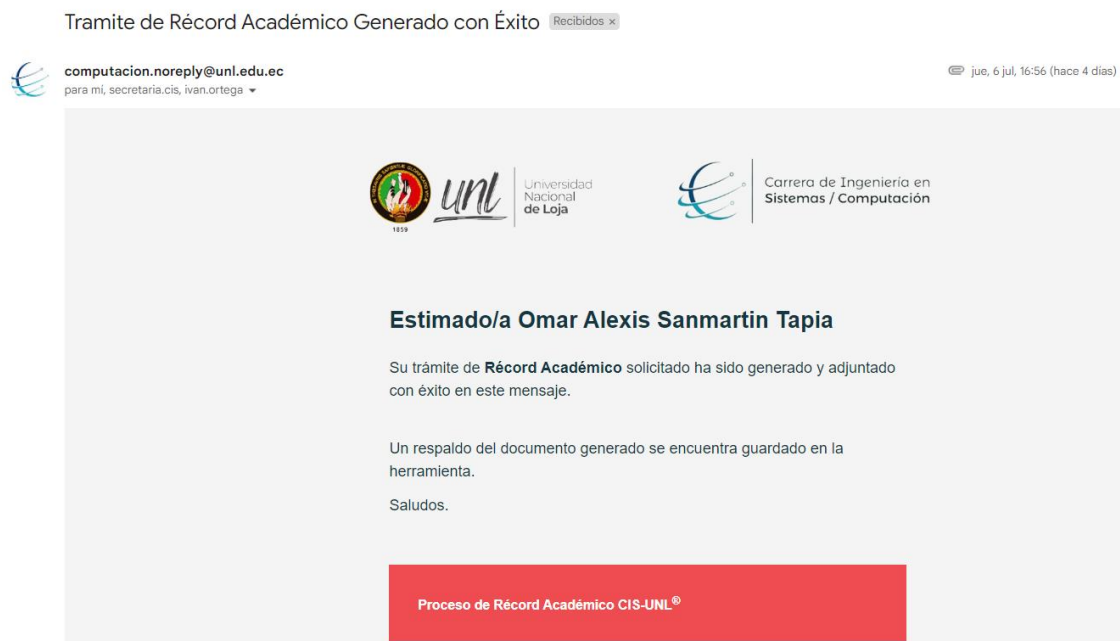 Tramite de Récord Académico Generado con Éxito Recibidos ×
computacion.noreply@unl.edu.ec
jue, 6 jul, 16:56 (hace 4 días)
para mí, secretaria.cis, ivan.ortega
1859
unl
Universidad
Nacional
de Loja
Carrera de Ingeniería en
Sistemas / Computación
Estimado/a Omar Alexis Sanmartin Tapia
Su trámite de Récord Académico solicitado ha sido generado y adjuntado
con éxito en este mensaje.
Un respaldo del documento generado se encuentra guardado en la
herramienta.
Saludos.
Proceso de Récord Académico CIS-UNL®